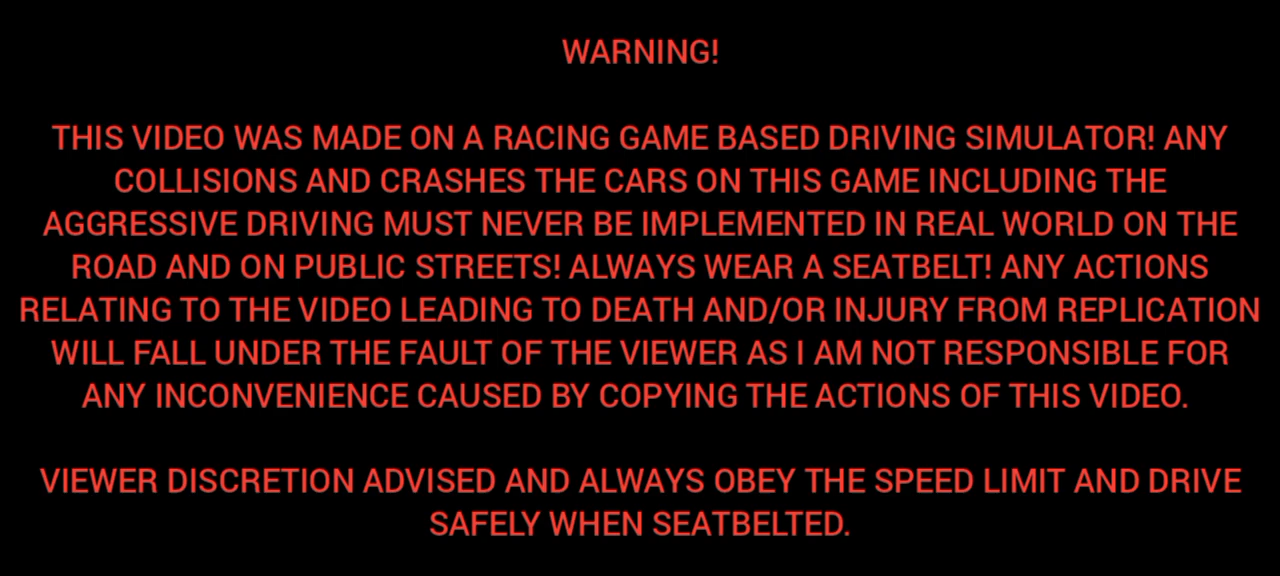 WARNING!
THIS VIDEO WAS MADE ON A RACING GAME BASED DRIVING SIMULATOR! ANY
COLLISIONS AND CRASHES THE CARS ON THIS GAME INCLUDING THE
AGGRESSIVE DRIVING MUST NEVER BE IMPLEMENTED IN REAL WORLD ON THE
ROAD AND ON PUBLIC STREETS! ALWAYS WEAR A SEATBELT! ANY ACTIONS
RELATING TO THE VIDEO LEADING TO DEATH AND/OR INJURY FROM REPLICATION
WILL FALL UNDER THE FAULT OF THE VIEWER AS I AM NOT RESPONSIBLE FOR
ANY INCONVENIENCE CAUSED BY COPYING THE ACTIONS OF THIS VIDEO.
VIEWER DISCRETION ADVISED AND ALWAYS OBEY THE SPEED LIMIT AND DRIVE
SAFELY WHEN SEATBELTED.